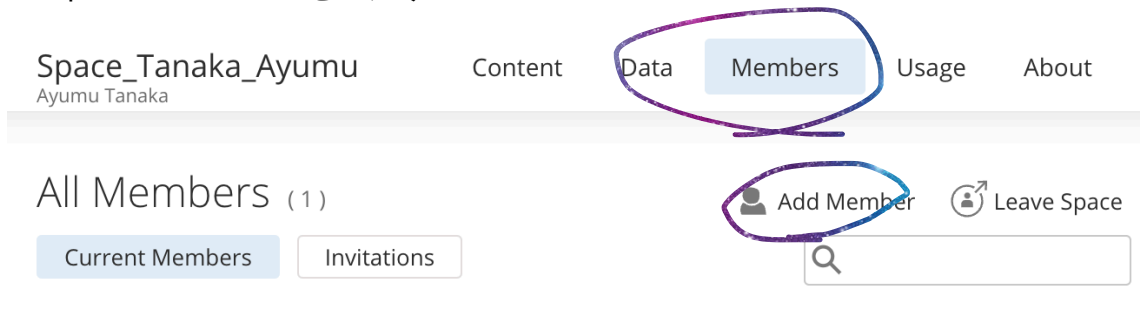 Space_Tanaka_Ayumu Content Data Members Usage About
Ayumu Tanaka
All Members (1) Add Member Leave Space
Current Members Invitations